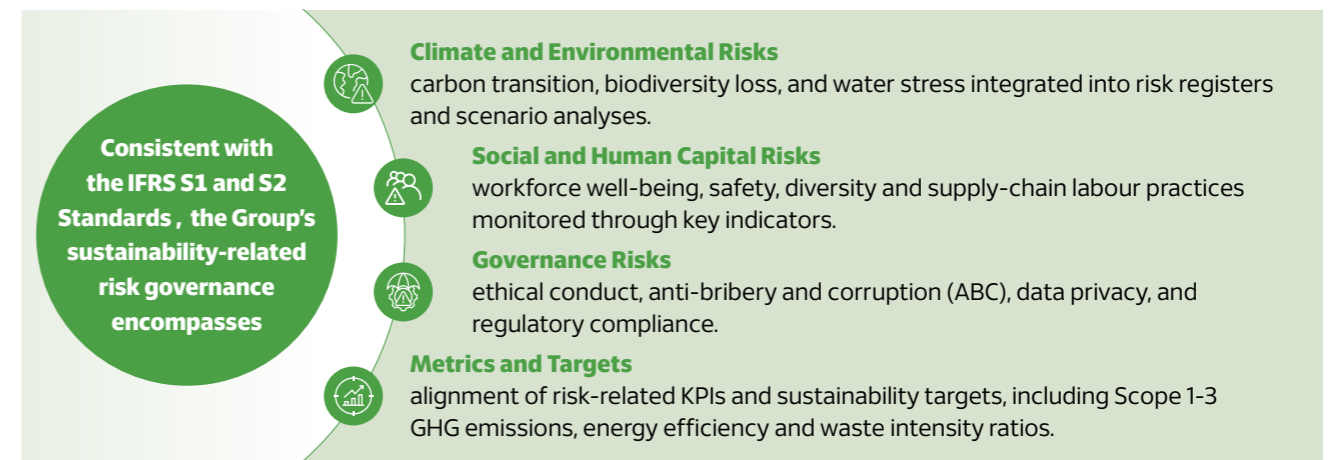 Consistent with
the IFRS S1 and S2
Standards , the Group's
sustainability-related
risk governance
encompasses
Climate and Environmental Risks
carbon transition, biodiversity loss, and water stress integrated into risk registers
and scenario analyses.
Social and Human Capital Risks
workforce well-being, safety, diversity and supply-chain labour practices
monitored through key indicators.
Governance Risks
ethical conduct, anti-bribery and corruption (ABC), data privacy, and
regulatory compliance.
Metrics and Targets
alignment of risk-related KPIs and sustainability targets, including Scope 1-3
GHG emissions, energy efficiency and waste intensity ratios.